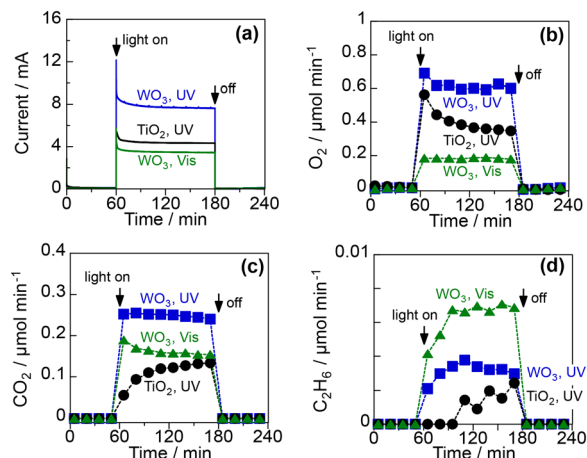 (a)
light on
off
WO3, UV
TiO2, UV
WO3, Vis
Current / mA
16
12
8
4
0
0 60 120 180 240
Time / min
(b)
light on
off
WO3, UV
TiO2, UV
WO3, Vis
O2 / μmol min−1
1
0.8
0.6
0.4
0.2
0
0 60 120 180 240
Time / min
(c)
light on
off
WO3, UV
WO3, Vis
TiO2, UV
CO2 / μmol min−1
0.4
0.3
0.2
0.1
0
0 60 120 180 240
Time / min
(d)
light on
off
WO3, Vis
WO3, UV
TiO2, UV
C2H6 / μmol min−1
0.01
0
0 60 120 180 240
Time / min